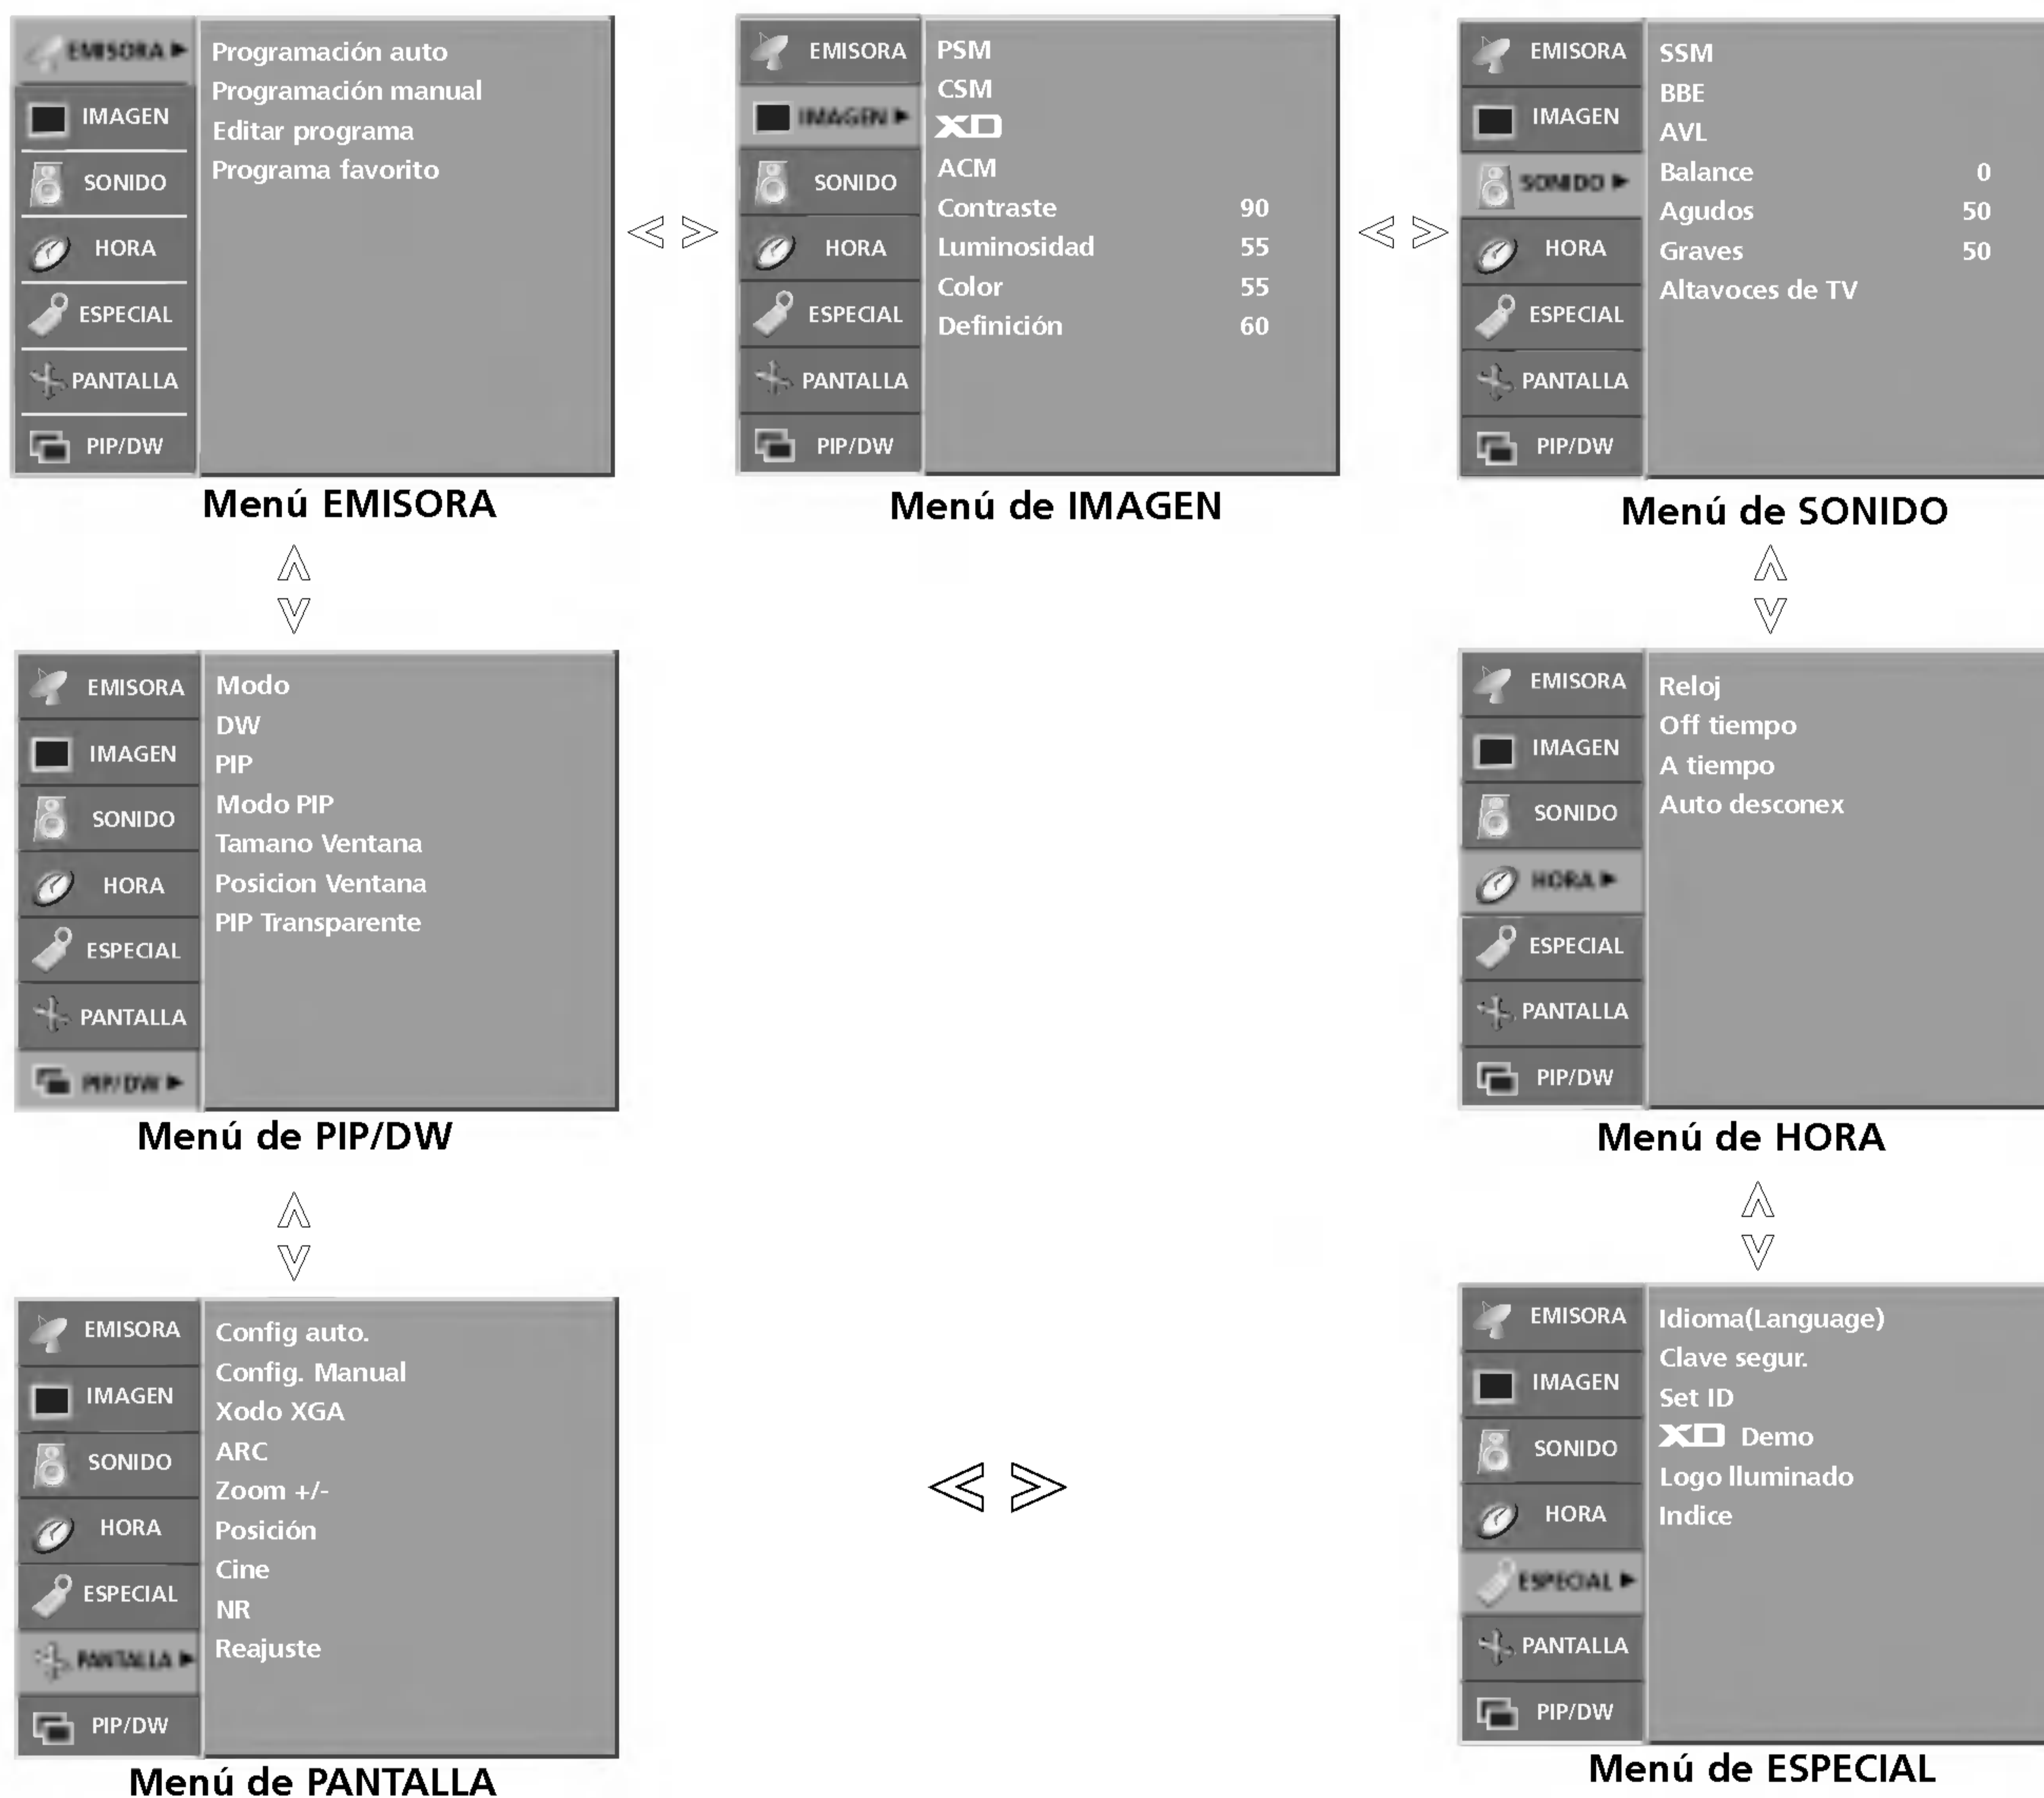 EMISORA
IMAGEN
SONIDO
HORA
ESPECIAL
PANTALLA
PIP/DW
Programación auto
Programación manual
Editar programa
Programa favorito
Menú EMISORA
EMISORA
IMAGEN
SONIDO
HORA
ESPECIAL
PANTALLA
PIP/DW
PSM
CSM
XD
ACM
Contraste 90
Luminosidad 55
Color 55
Definición 60
Menú de IMAGEN
EMISORA
IMAGEN
SONIDO
HORA
ESPECIAL
PANTALLA
PIP/DW
SSM
BBE
AVL
Balance 0
Agudos 50
Graves 50
Altavoces de TV
Menú de SONIDO
EMISORA
IMAGEN
SONIDO
HORA
ESPECIAL
PANTALLA
PIP/DW
Modo
DW
PIP
Modo PIP
Tamano Ventana
Posicion Ventana
PIP Transparente
Menú de PIP/DW
EMISORA
IMAGEN
SONIDO
HORA
ESPECIAL
PANTALLA
PIP/DW
Reloj
Off tiempo
A tiempo
Auto desconex
Menú de HORA
EMISORA
IMAGEN
SONIDO
HORA
ESPECIAL
PANTALLA
PIP/DW
Config auto.
Config. Manual
Xodo XGA
ARC
Zoom +/-
Posición
Cine
NR
Reajuste
Menú de PANTALLA
EMISORA
IMAGEN
SONIDO
HORA
ESPECIAL
PANTALLA
PIP/DW
Idioma(Language)
Clave segur.
Set ID
XD Demo
Logo lluminado
Indice
Menú de ESPECIAL